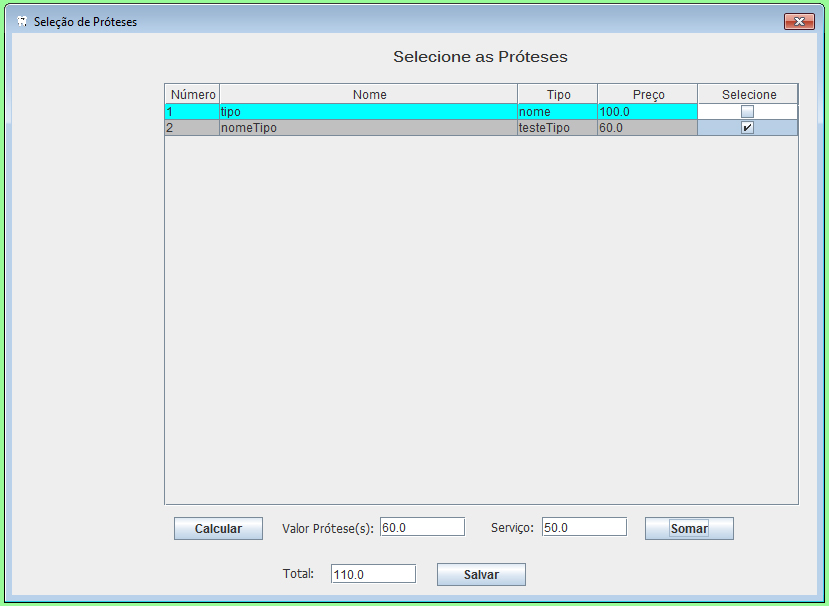 Seleção de Próteses
Selecione as Próteses
Número Nome Tipo Preço Selecione
1 tipo nome 100.0
2 nomeTipo testeTipo 60.0
Calcular Valor Prótese(s): 60.0 Serviço: 50.0 Somar
Total: 110.0 Salvar